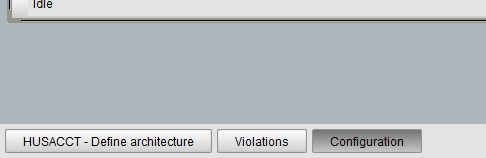 Idle
HUSACCT - Define architecture
Violations
Configuration